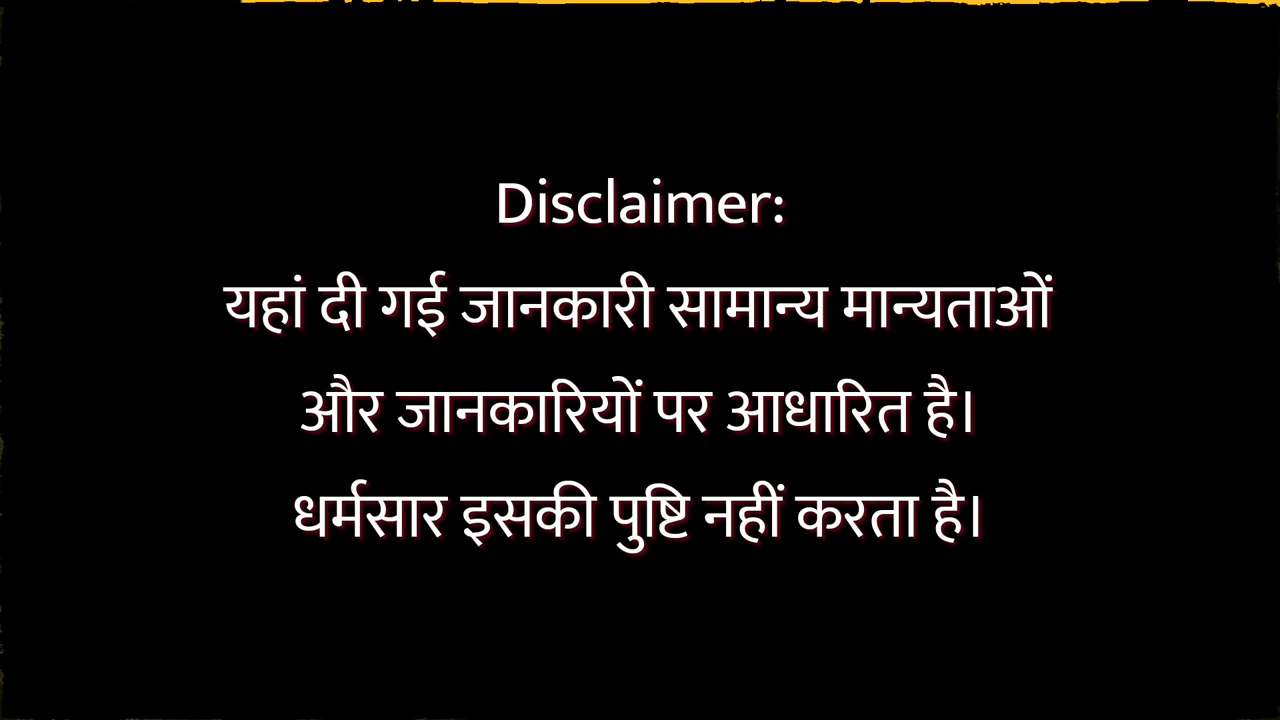 Disclaimer:
यहां दी गई जानकारी सामान्य मान्यताओं
और जानकारियों पर आधारित है।
धर्मसार इसकी पुष्टि नहीं करता है।